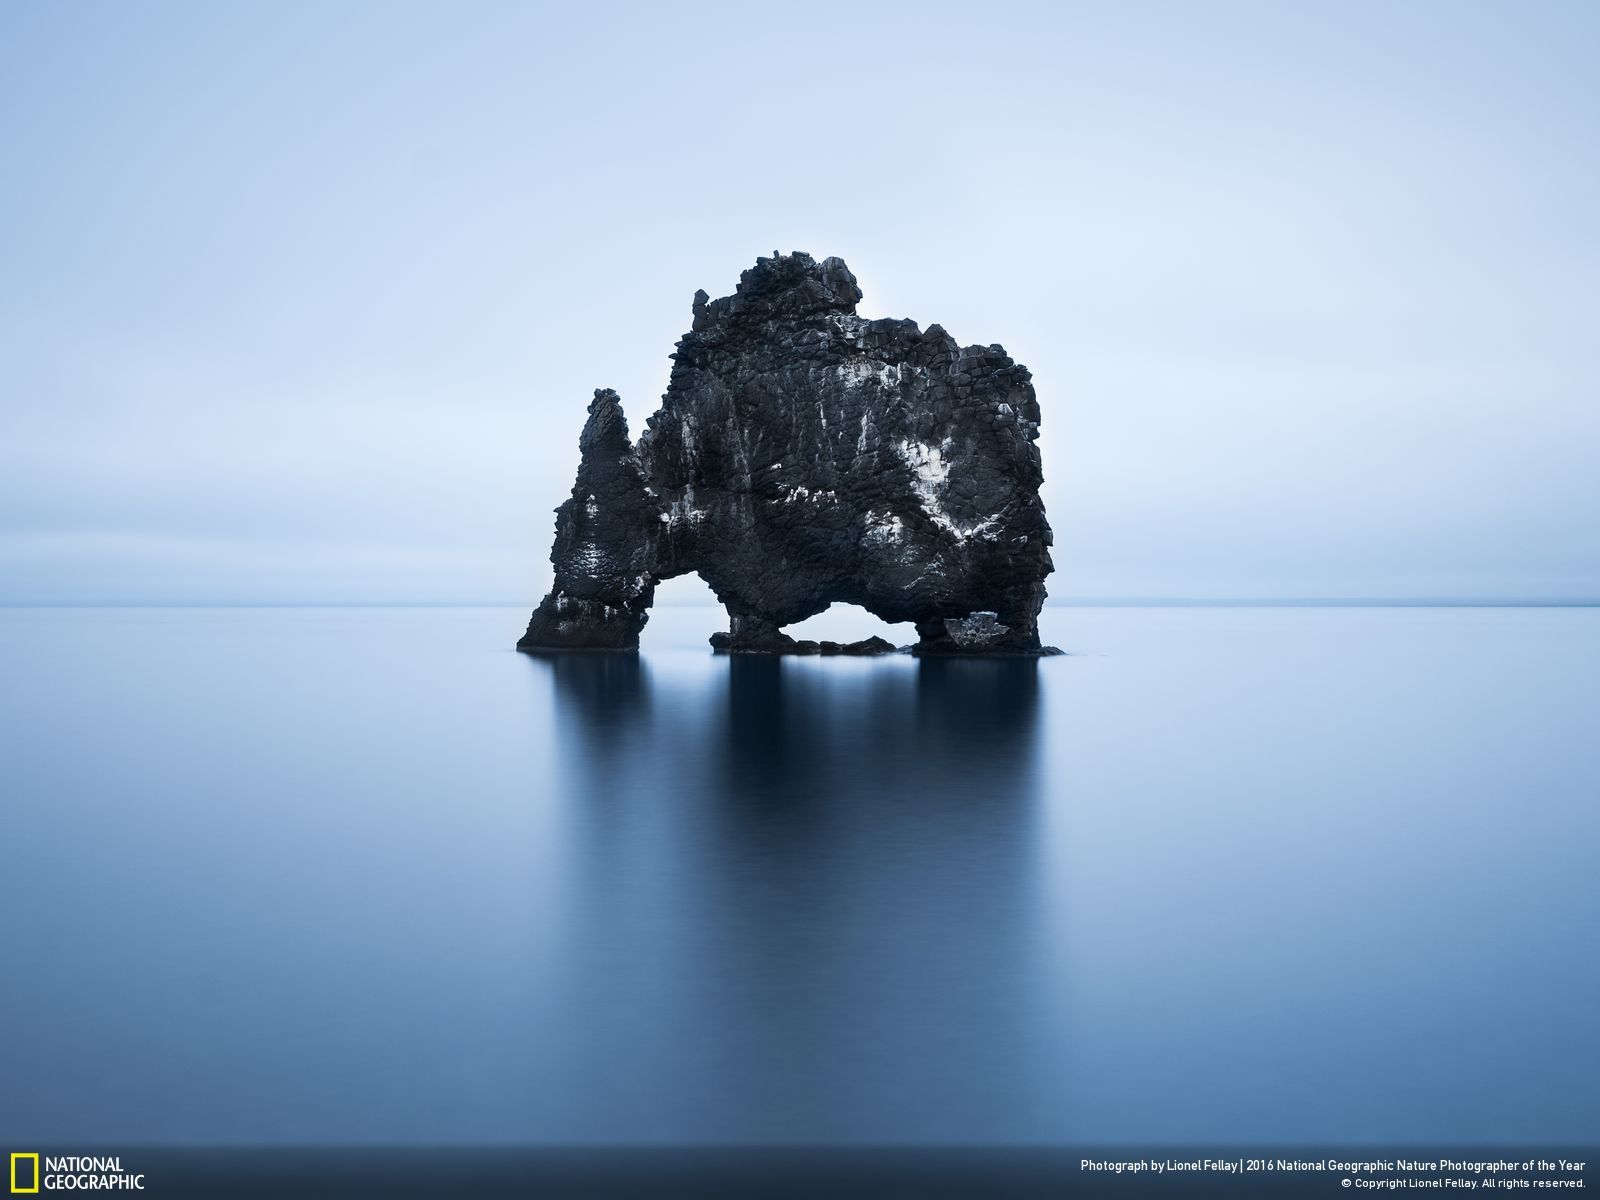 NATIONAL
GEOGRAPHIC
Photograph by Lionel Fellay | 2016 National Geographic Nature Photographer of the Year
© Copyright Lionel Fellay. All rights reserved.